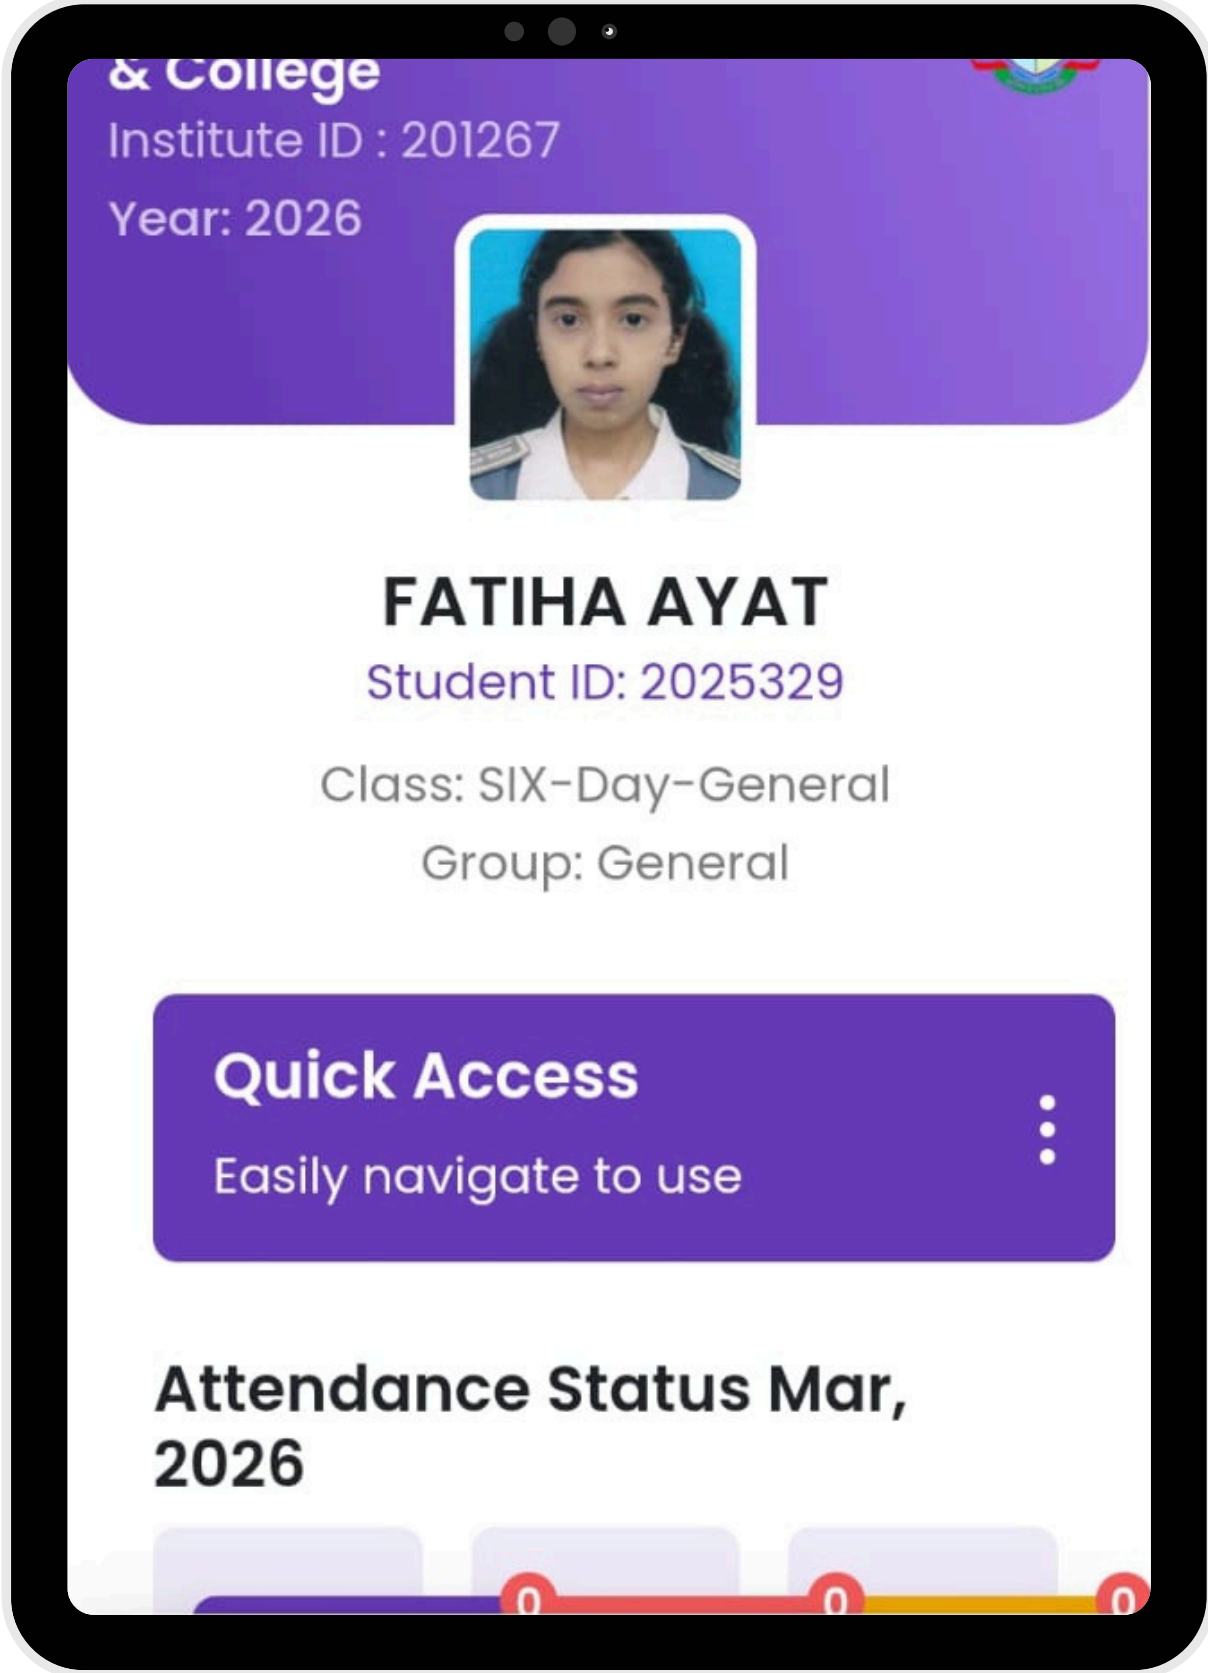 & College
Institute ID : 201267
Year: 2026
FATIHA AYAT
Student ID: 2025329
Class: SIX-Day-General
Group: General
Quick Access
Easily navigate to use
Attendance Status Mar,
2026
0 0 0